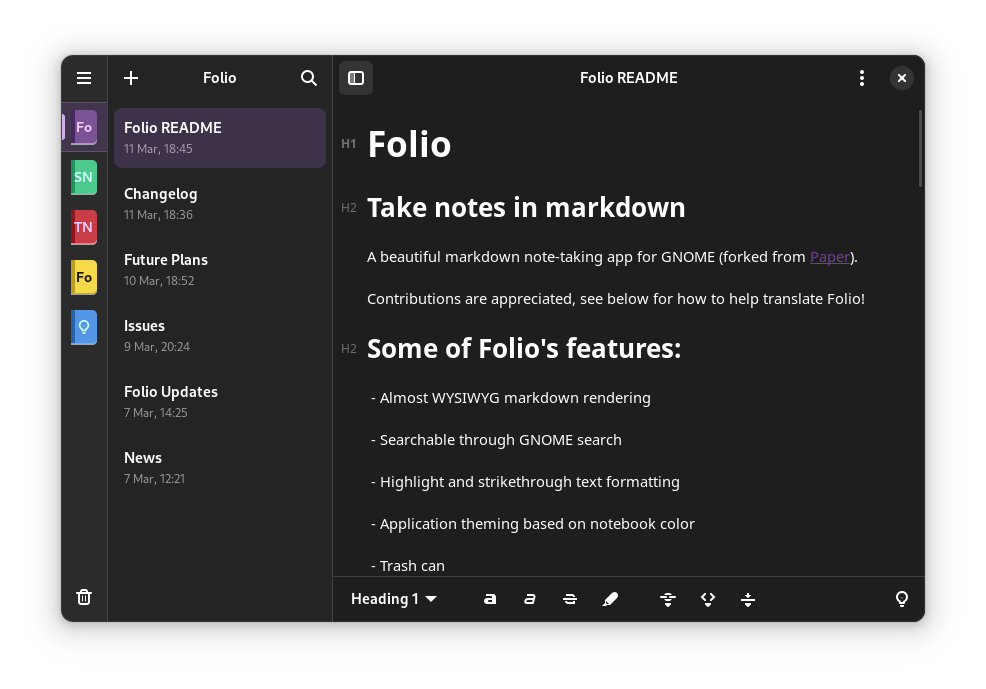 Folio
Folio README
Fo
SN
TN
Fo
Folio README
11 Mar, 18:45
Changelog
11 Mar, 18:36
Future Plans
10 Mar, 18:52
Issues
9 Mar, 20:24
Folio Updates
7 Mar, 14:25
News
7 Mar, 12:21
H1 Folio
H2 Take notes in markdown
A beautiful markdown note-taking app for GNOME (forked from Paper).
Contributions are appreciated, see below for how to help translate Folio!
H2 Some of Folio's features:
- Almost WYSIWYG markdown rendering
- Searchable through GNOME search
- Highlight and strikethrough text formatting
- Application theming based on notebook color
- Trash can
Heading 1 a a a